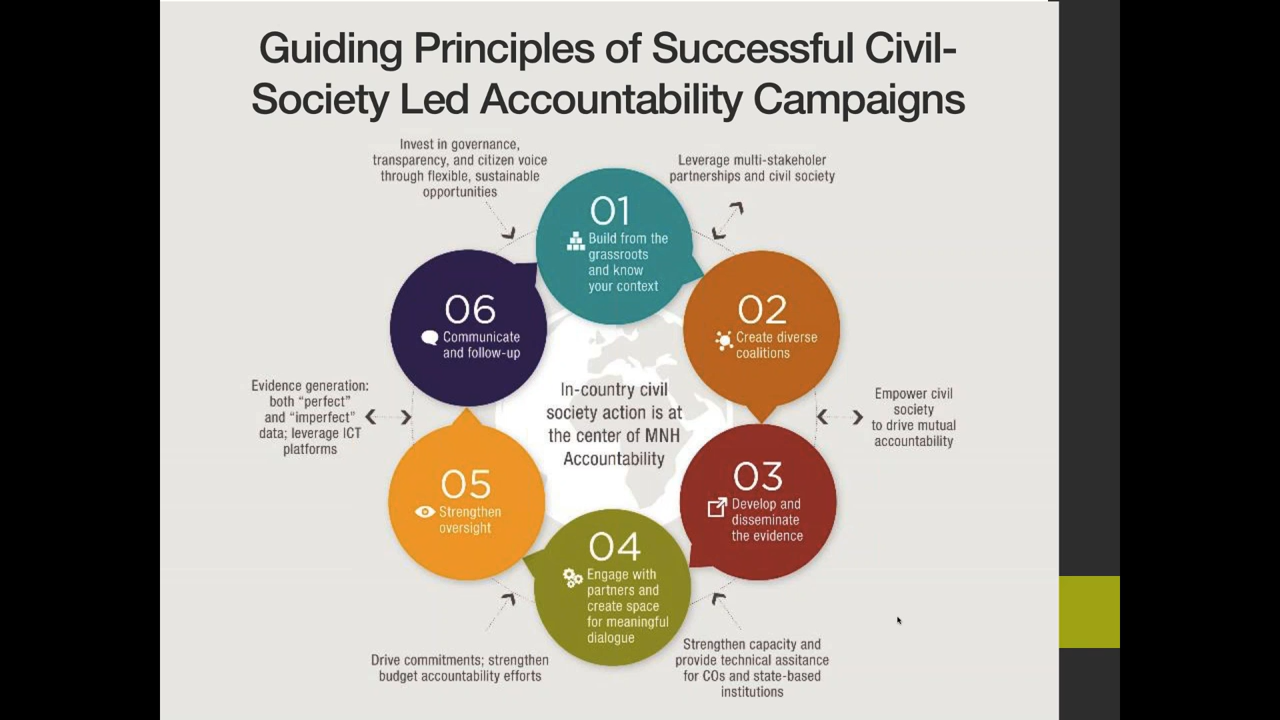 Guiding Principles of Successful Civil-
Society Led Accountability Campaigns
Invest in governance,
transparency, and citizen voice
through flexible, sustainable
opportunities
Leverage multi-stakeholer
partnerships and civil society
01
Build from the
grassroots
and know
your context
02
Create diverse
coalitions
Empower civil
society
to drive mutual
accountability
03
Develop and
disseminate
the evidence
Strengthen capacity and
provide technical assitance
for COs and state-based
institutions
04
Engage with
partners and
create space
for meaningful
dialogue
Drive commitments; strengthen
budget accountability efforts
05
Strengthen
oversight
Evidence generation:
both “perfect”
and “imperfect”
data; leverage ICT
platforms
06
Communicate
and follow-up
In-country civil
society action is at
the center of MNH
Accountability